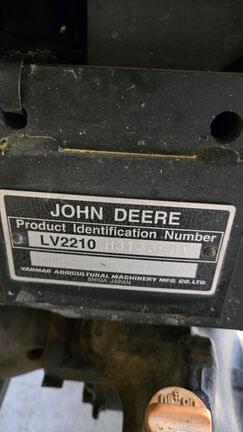 JOHN DEERE
Product Identification Number
LV2210
YANMAR AGRICULTURAL MACHINERY MFG. CO. LTD.
SHIGA JAPAN